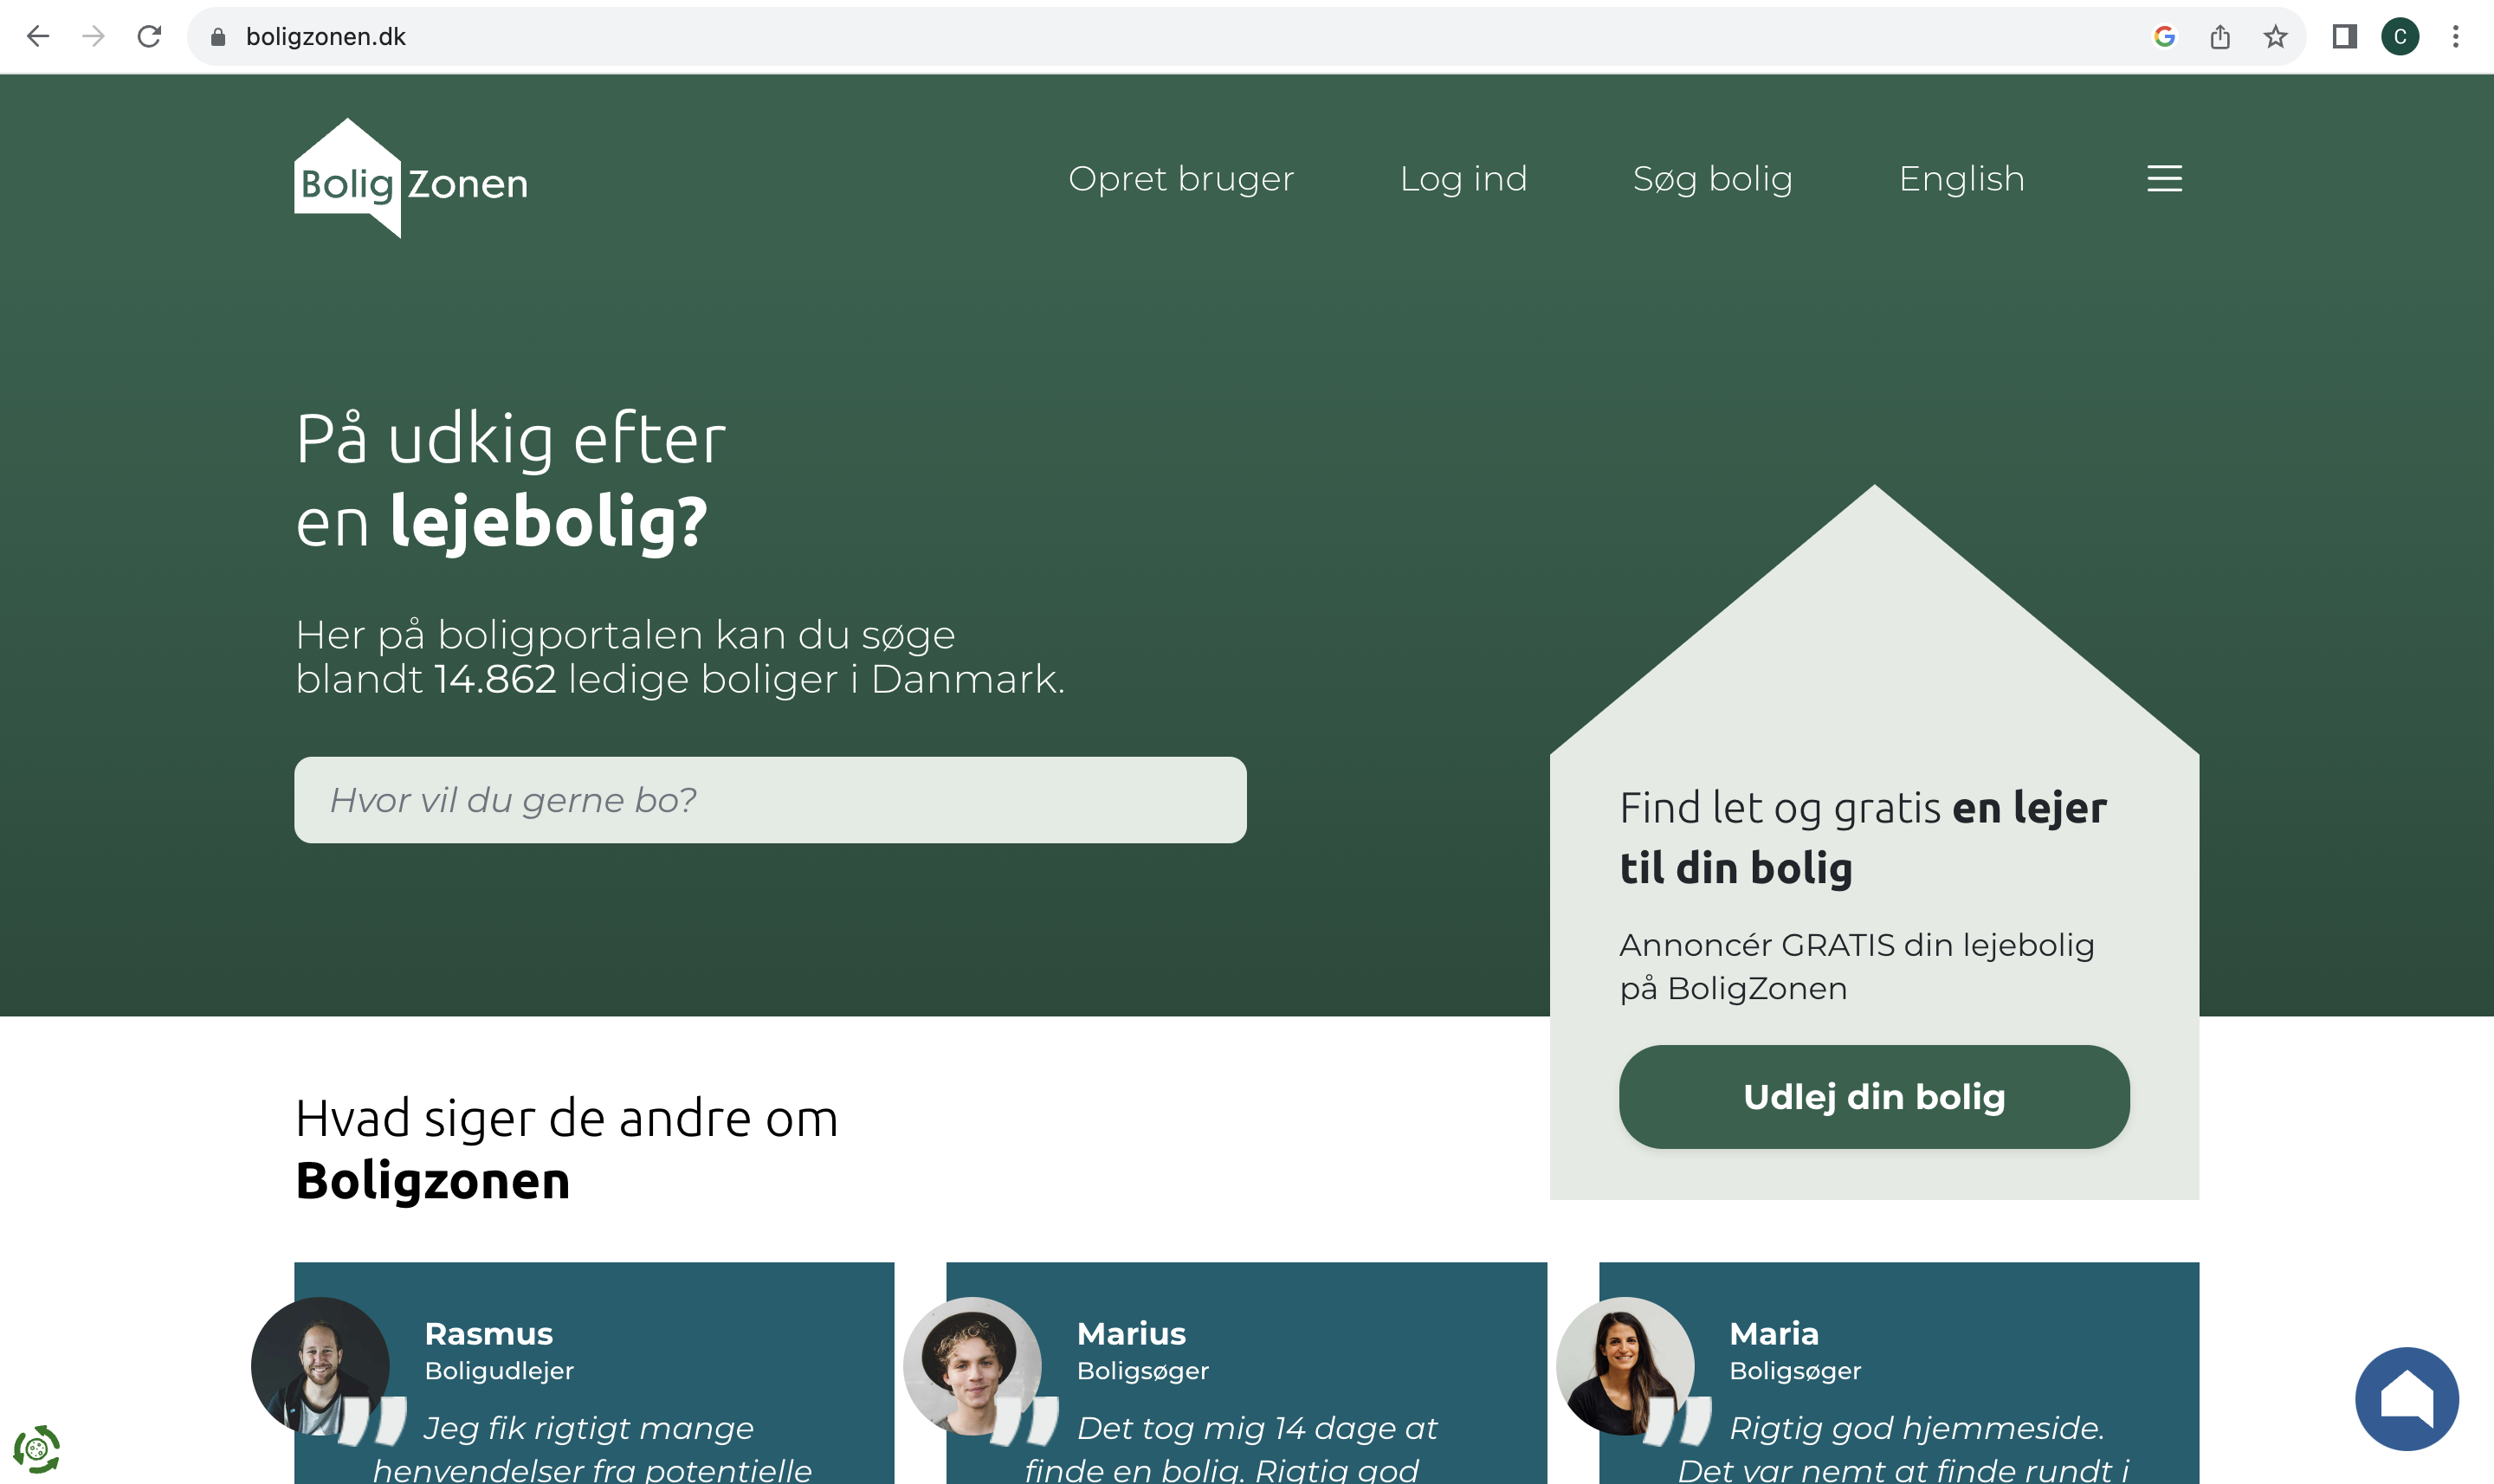 boligzonen.dk
C
Bolig Zonen
Opret bruger
Log ind
Søg bolig
English
På udkig efter
en lejebolig?
Her på boligportalen kan du søge
blandt 14.862 ledige boliger i Danmark.
Hvor vil du gerne bo?
Find let og gratis en lejer
til din bolig
Annoncér GRATIS din lejebolig
på BoligZonen
Udlej din bolig
Hvad siger de andre om
Boligzonen
Rasmus
Boligudlejer
Jeg fik rigtigt mange
henvendelser fra potentielle
Marius
Boligsøger
Det tog mig 14 dage at
finde en bolig. Rigtig god
Maria
Boligsøger
Rigtig god hjemmeside.
Det var nemt at finde rundt i